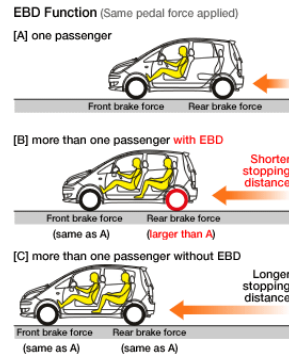 EBD Function (Same pedal force applied)
[A] one passenger
Front brake force Rear brake force
[B] more than one passenger with EBD
Shorter
stopping
distance
Front brake force Rear brake force
(same as A) (larger than A)
[C] more than one passenger without EBD
Longer
stopping
distance
Front brake force Rear brake force
(same as A) (same as A)